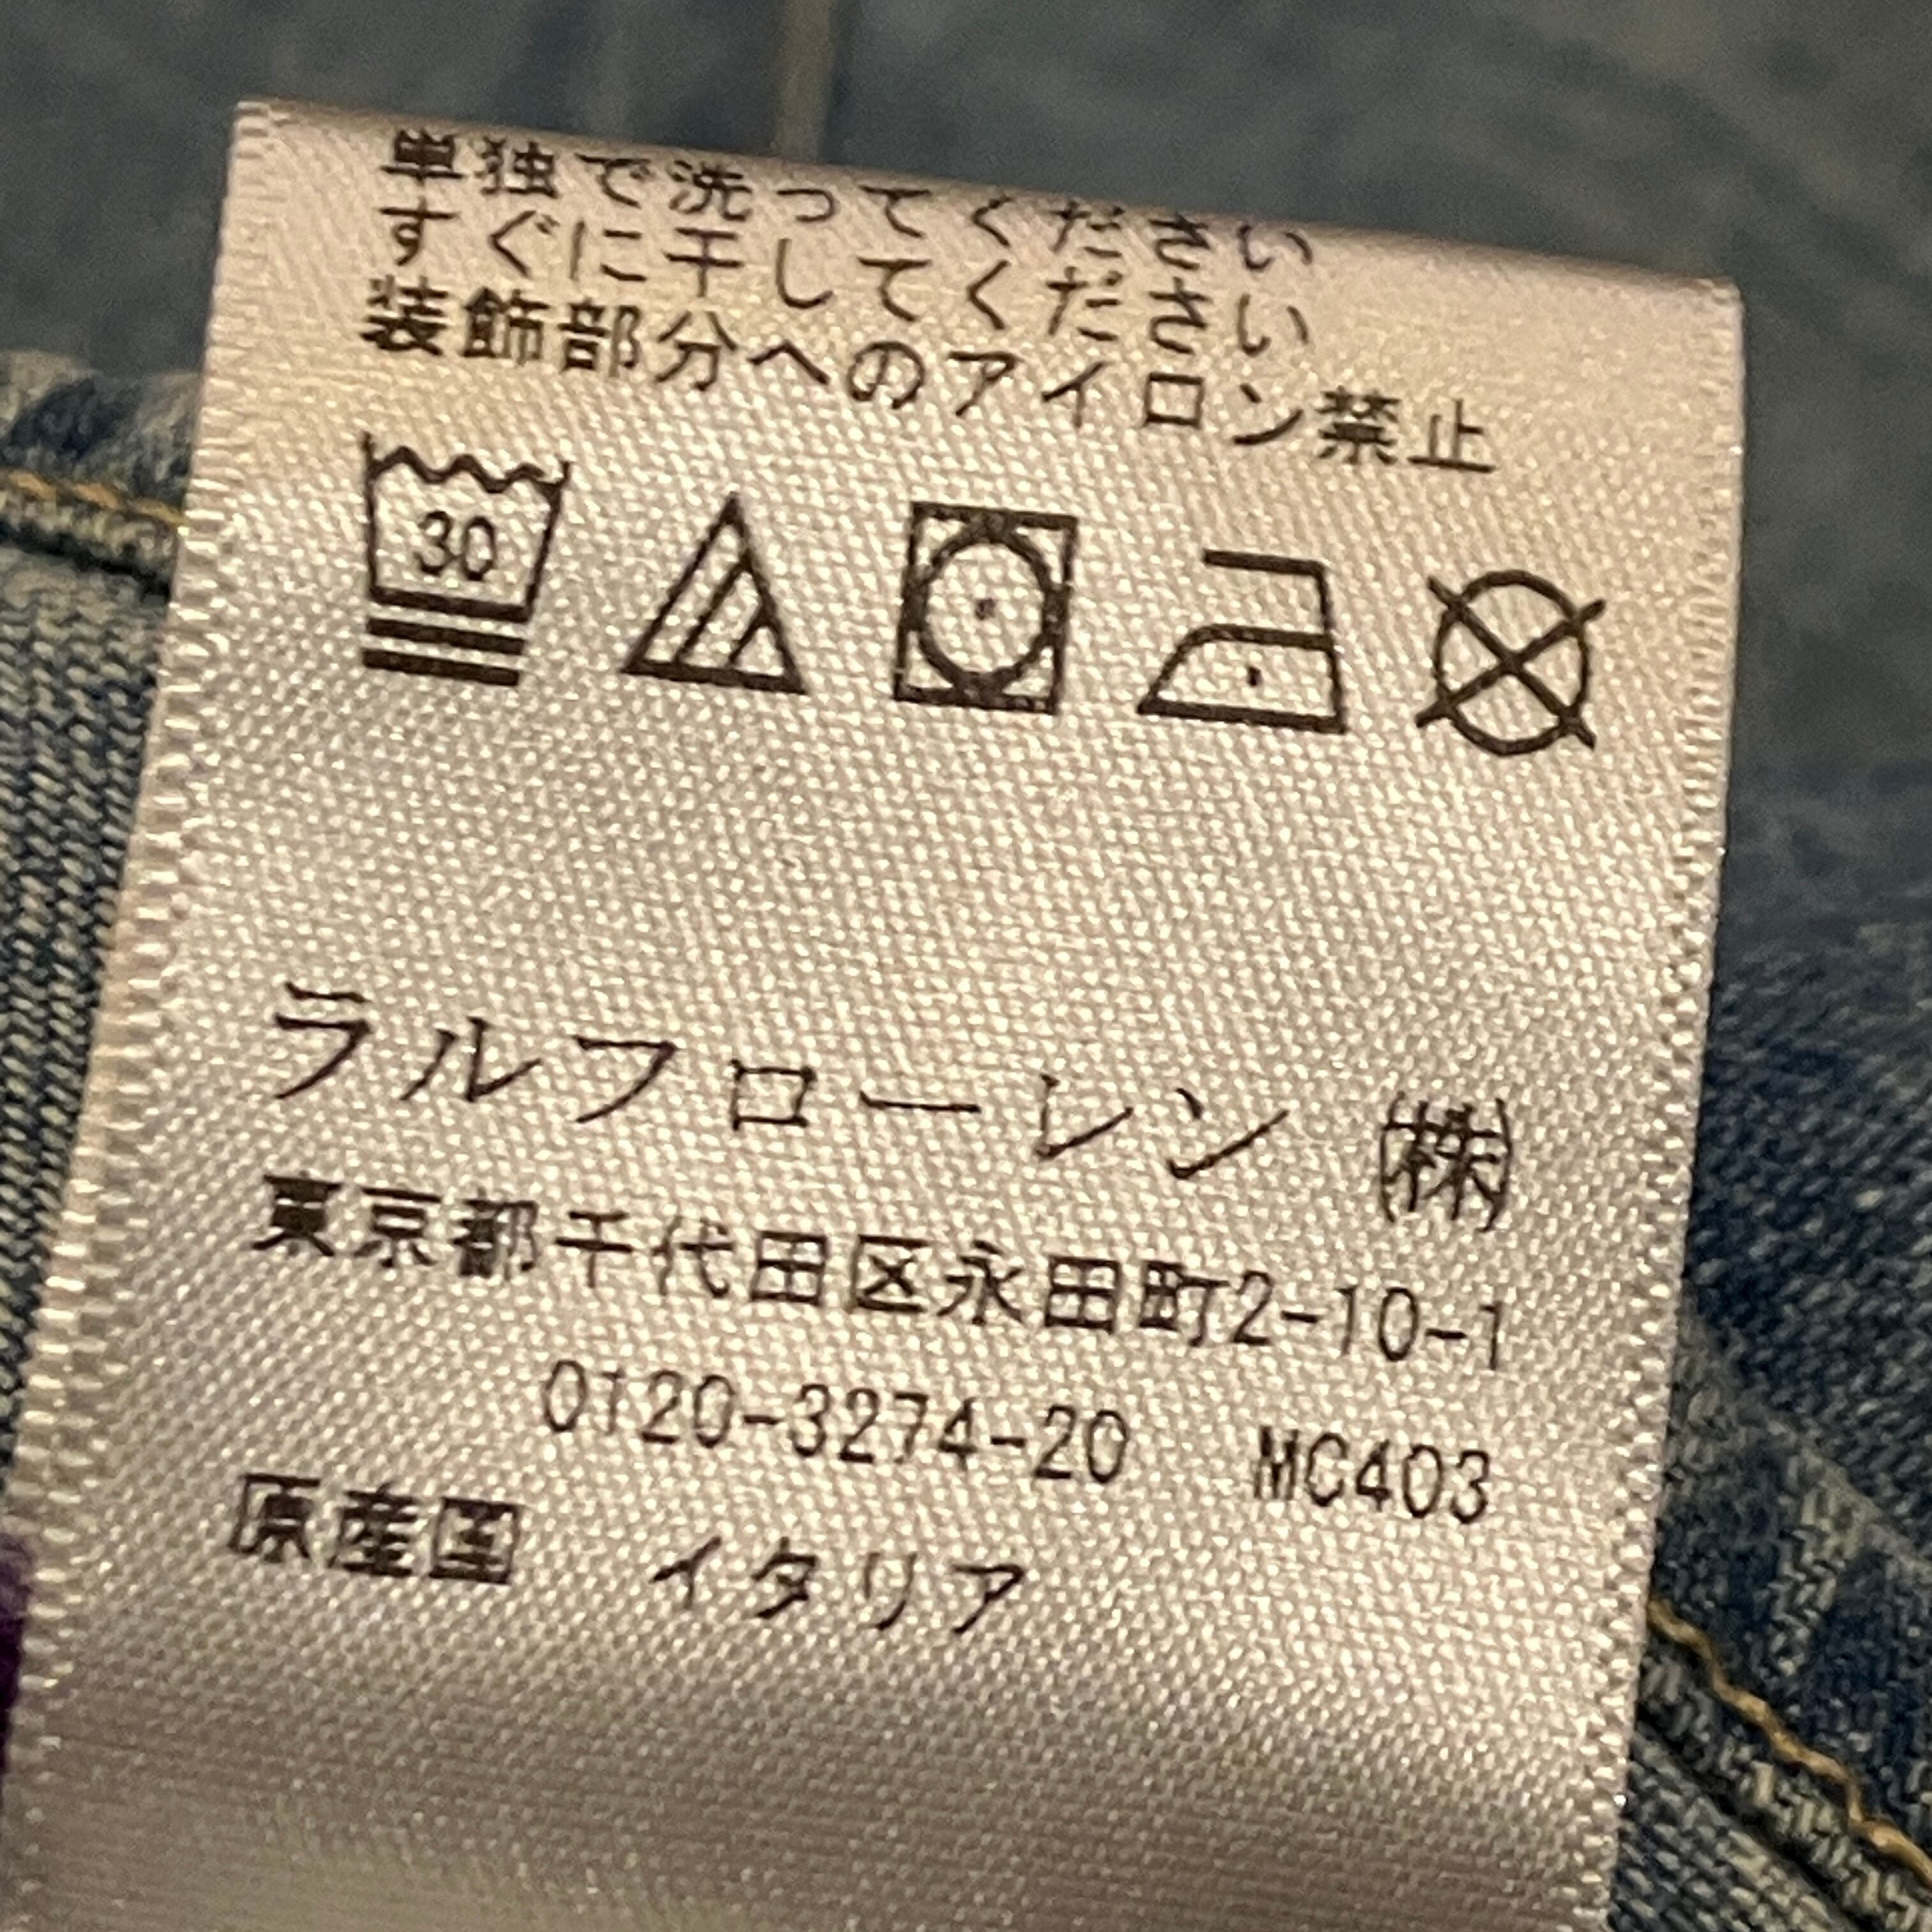 単独で洗ってください
すぐに干してください
装飾部分へのアイロン禁止
30
ラルフローレン ㈱
東京都千代田区永田町2-10-1
0120-3274-20 MC403
原産国 イタリア